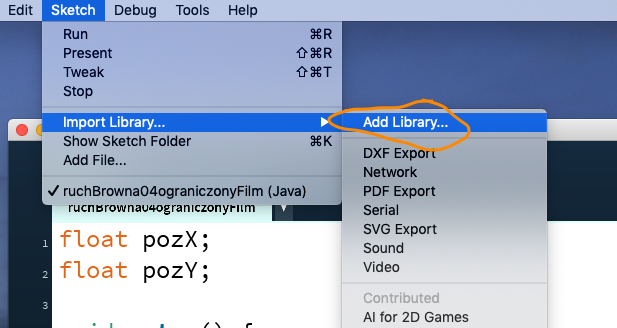 Edit Sketch Debug Tools Help
Run ⌘R
Present ⇧⌘R
Tweak ⇧⌘T
Stop
Import Library... ▶ Add Library...
Show Sketch Folder ⌘K
Add File...
✓ ruchBrowna04ograniczonyFilm (Java)
DXF Export
Network
PDF Export
Serial
SVG Export
Sound
Video
Contributed
AI for 2D Games
ruchBrowna04ograniczonyFilm ▼
1 float pozX;
2 float pozY;
3